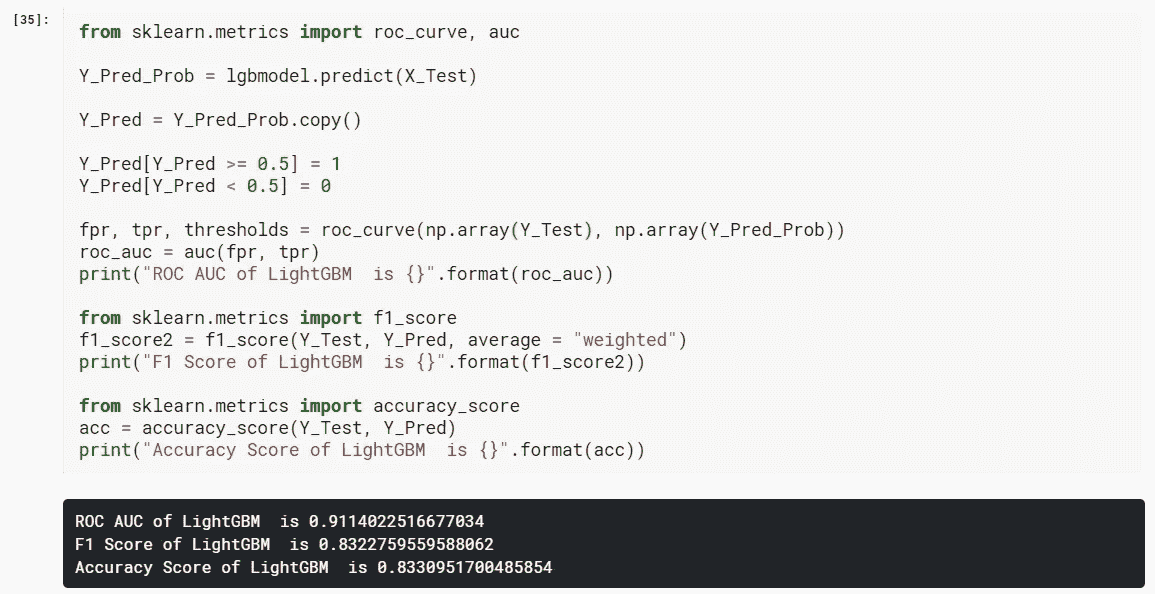 [35]:
from sklearn.metrics import roc_curve, auc
Y_Pred_Prob = lgbmodel.predict(X_Test)
Y_Pred = Y_Pred_Prob.copy()
Y_Pred[Y_Pred >= 0.5] = 1
Y_Pred[Y_Pred < 0.5] = 0
fpr, tpr, thresholds = roc_curve(np.array(Y_Test), np.array(Y_Pred_Prob))
roc_auc = auc(fpr, tpr)
print("ROC AUC of LightGBM  is {}".format(roc_auc))
from sklearn.metrics import f1_score
f1_score2 = f1_score(Y_Test, Y_Pred, average = "weighted")
print("F1 Score of LightGBM  is {}".format(f1_score2))
from sklearn.metrics import accuracy_score
acc = accuracy_score(Y_Test, Y_Pred)
print("Accuracy Score of LightGBM  is {}".format(acc))
ROC AUC of LightGBM  is 0.9114022516677034
F1 Score of LightGBM  is 0.8322759559588062
Accuracy Score of LightGBM  is 0.8330951700485854